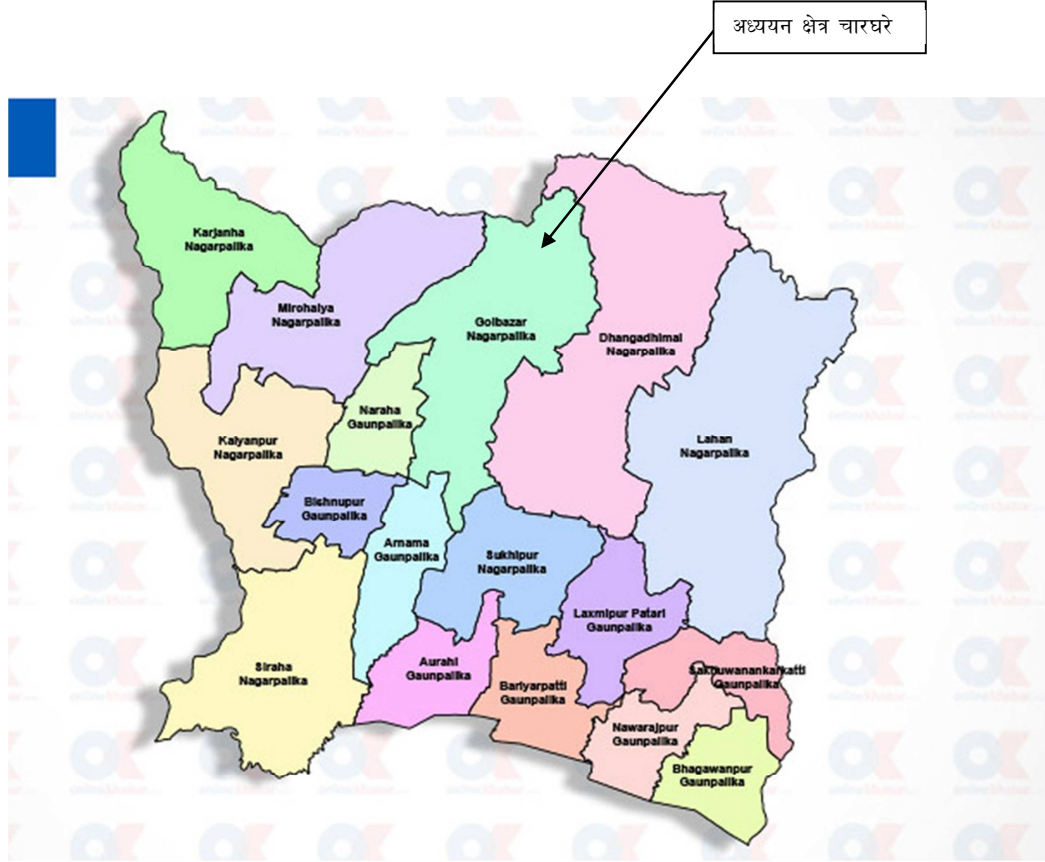 अध्ययन क्षेत्र चारघरे
Karjanha
Nagarpalika
Mirchaiya
Nagarpalika
Golbazar
Nagarpalika
Dhangadhimai
Nagarpalika
Naraha
Gaunpalika
Kalyanpur
Nagarpalika
Lahan
Nagarpalika
Bishnupur
Gaunpalika
Arnama
Gaunpalika
Sukhipur
Nagarpalika
Laxmipur Patari
Gaunpalika
Siraha
Nagarpalika
Aurahi
Gaunpalika
Bariyarpatti
Gaunpalika
Sakhuwanankarkatti
Gaunpalika
Nawarajpur
Gaunpalika
Bhagawanpur
Gaunpalika